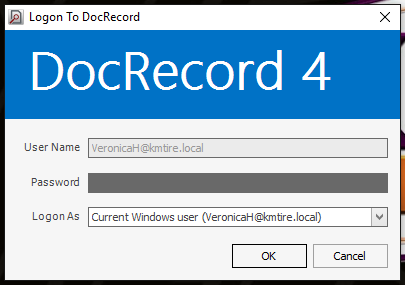 Logon To DocRecord
DocRecord 4
User Name VeronicaH@kmtire.local
Password
Logon As Current Windows user (VeronicaH@kmtire.local)
OK Cancel